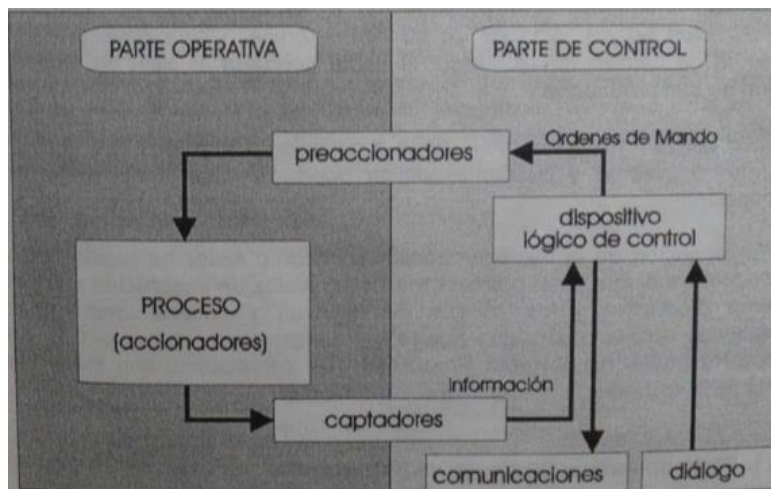 PARTE OPERATIVA
PARTE DE CONTROL
preaccionadores
Ordenes de Mando
dispositivo
lógico de control
PROCESO
(accionadores)
Información
captadores
comunicaciones
diálogo